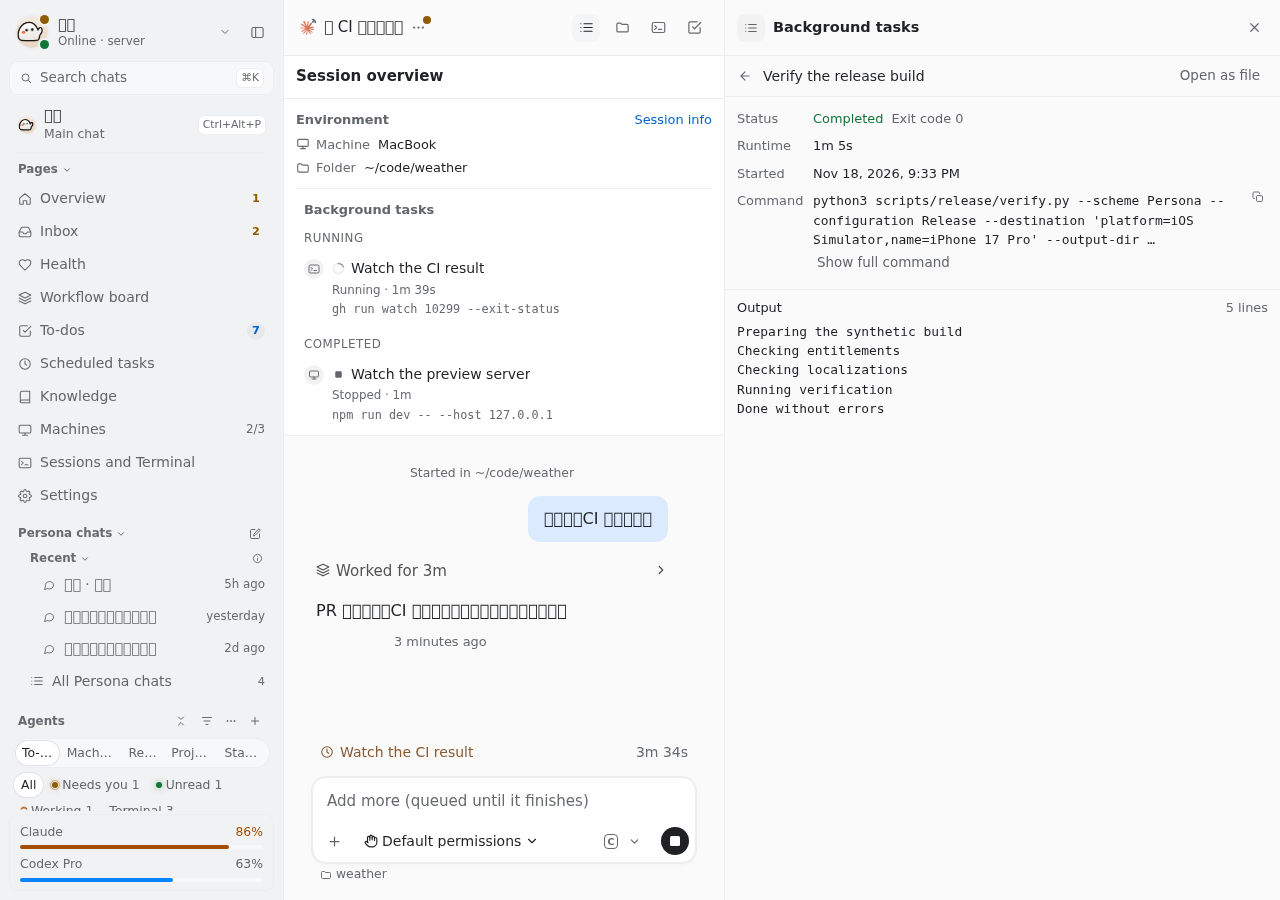 Online · server
Search chats
⌘K
Main chat
Ctrl+Alt+P
Pages
Overview
1
Inbox
2
Health
Workflow board
To-dos
7
Scheduled tasks
Knowledge
Machines
2/3
Sessions and Terminal
Settings
Persona chats
Recent
5h ago
yesterday
2d ago
All Persona chats
4
Agents
To-…
Mach…
Re…
Proj…
Sta…
All
Needs you 1
Unread 1
Working 1
Terminal 3
Claude
86%
Codex Pro
63%
CI
Session overview
Environment
Session info
Machine MacBook
Folder ~/code/weather
Background tasks
RUNNING
Watch the CI result
Running · 1m 39s
gh run watch 10299 --exit-status
COMPLETED
Watch the preview server
Stopped · 1m
npm run dev -- --host 127.0.0.1
Started in ~/code/weather
CI
Worked for 3m
PR CI
3 minutes ago
Watch the CI result
3m 34s
Add more (queued until it finishes)
Default permissions
C
weather
Background tasks
Verify the release build
Open as file
Status Completed Exit code 0
Runtime 1m 5s
Started Nov 18, 2026, 9:33 PM
Command python3 scripts/release/verify.py --scheme Persona --
configuration Release --destination 'platform=iOS
Simulator,name=iPhone 17 Pro' --output-dir …
Show full command
Output
5 lines
Preparing the synthetic build
Checking entitlements
Checking localizations
Running verification
Done without errors